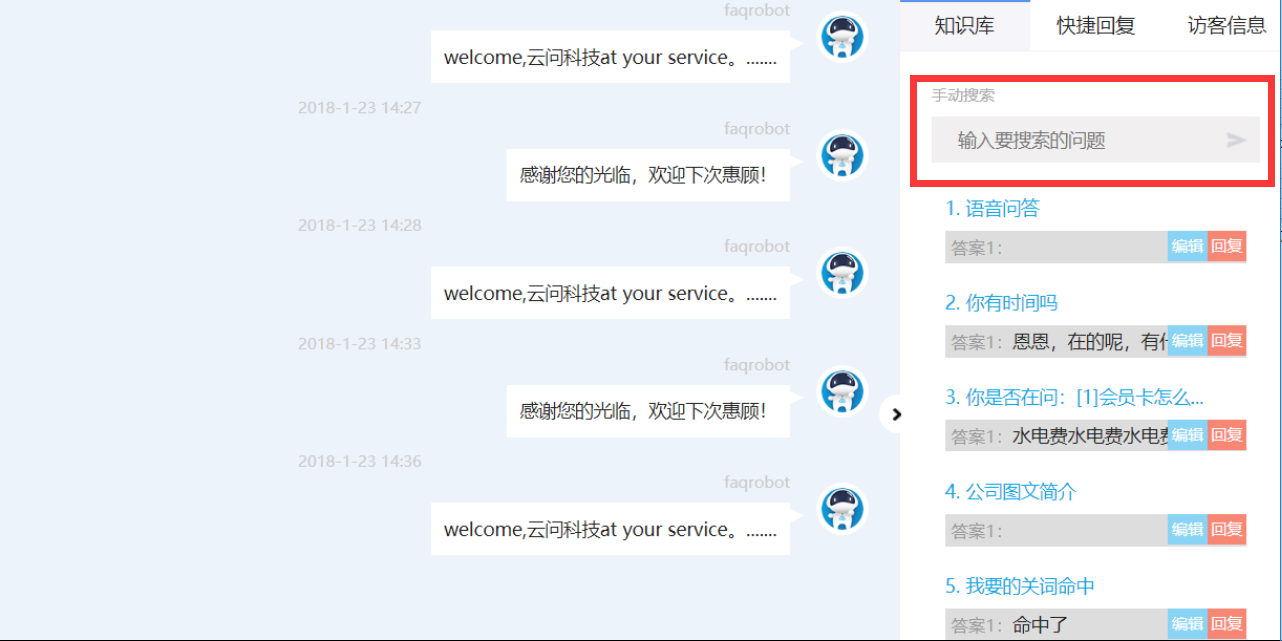 faqrobot
welcome,云问科技at your service。.......
2018-1-23 14:27
faqrobot
感谢您的光临，欢迎下次惠顾！
2018-1-23 14:28
faqrobot
welcome,云问科技at your service。.......
2018-1-23 14:33
faqrobot
感谢您的光临，欢迎下次惠顾！
2018-1-23 14:36
faqrobot
welcome,云问科技at your service。.......
知识库 快捷回复 访客信息
手动搜索
输入要搜索的问题
1. 语音问答
答案1： 编辑 回复
2. 你有时间吗
答案1： 恩恩，在的呢，有什 编辑 回复
3. 你是否在问：[1]会员卡怎么...
答案1： 水电费水电费水电费 编辑 回复
4. 公司图文简介
答案1： 编辑 回复
5. 我要的关词命中
答案1： 命中了 编辑 回复